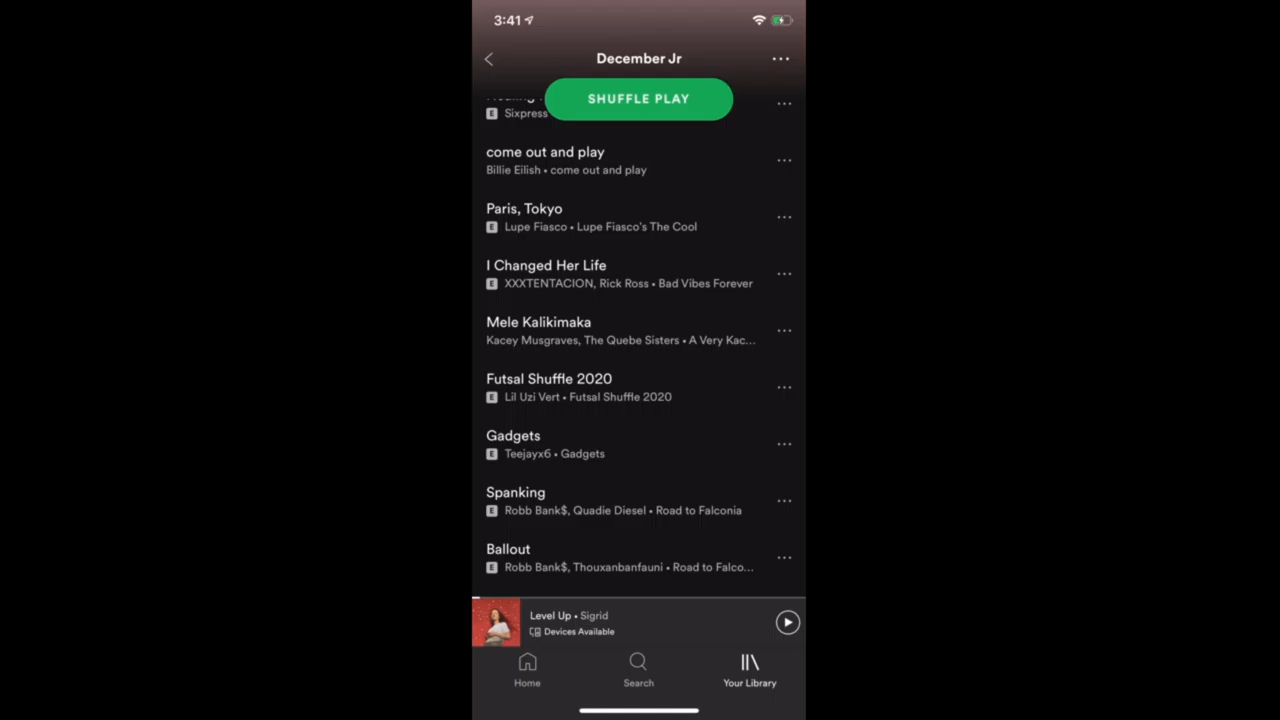 3:41
December Jr
SHUFFLE PLAY
E Sixpress
come out and play
Billie Eilish • come out and play
Paris, Tokyo
E Lupe Fiasco • Lupe Fiasco's The Cool
I Changed Her Life
E XXXTENTACION, Rick Ross • Bad Vibes Forever
Mele Kalikimaka
Kacey Musgraves, The Quebe Sisters • A Very Kac...
Futsal Shuffle 2020
E Lil Uzi Vert • Futsal Shuffle 2020
Gadgets
E Teejayx6 • Gadgets
Spanking
E Robb Bank$, Quadie Diesel • Road to Falconia
Ballout
E Robb Bank$, Thouxanbanfauni • Road to Falco...
Level Up • Sigrid
Devices Available
Home Search Your Library